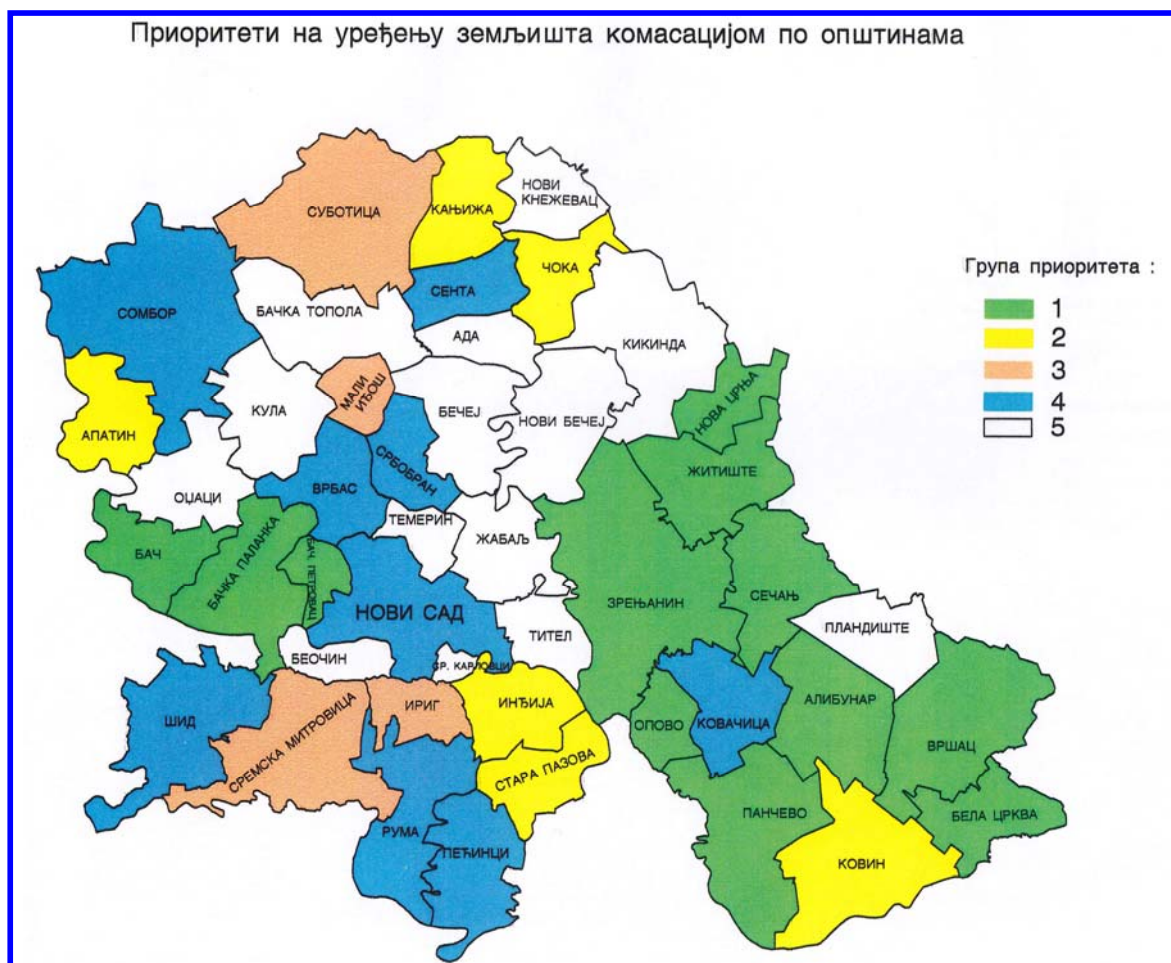 Приоритети на уређењу земљишта комасацијом по општинама
НОВИ
КНЕЖЕВАЦ
СУБОТИЦА
КАЊИЖА
ЧОКА
Група приоритета :
1
2
3
4
5
СЕНТА
СОМБОР
БАЧКА ТОПОЛА
АДА
КИКИНДА
МАЛИ
ИЂОШ
НОВА ЦРЊА
КУЛА
БЕЧЕЈ
НОВИ БЕЧЕЈ
АПАТИН
СРБОБРАН
ЖИТИШТЕ
ВРБАС
ОЏАЦИ
ТЕМЕРИН
ЖАБАЉ
БАЧ
БАЧКА ПАЛАНКА
БАЧ ПЕТРОВАЦ
НОВИ САД
ЗРЕЊАНИН
СЕЧАЊ
ПЛАНДИШТЕ
ТИТЕЛ
БЕОЧИН
СР. КАРЛОВЦИ
ИРИГ
ИНЂИЈА
АЛИБУНАР
ШИД
СРЕМСКА МИТРОВИЦА
ОПОВО
КОВАЧИЦА
ВРШАЦ
СТАРА ПАЗОВА
ПАНЧЕВО
БЕЛА ЦРКВА
РУМА
ПЕЋИНЦИ
КОВИН